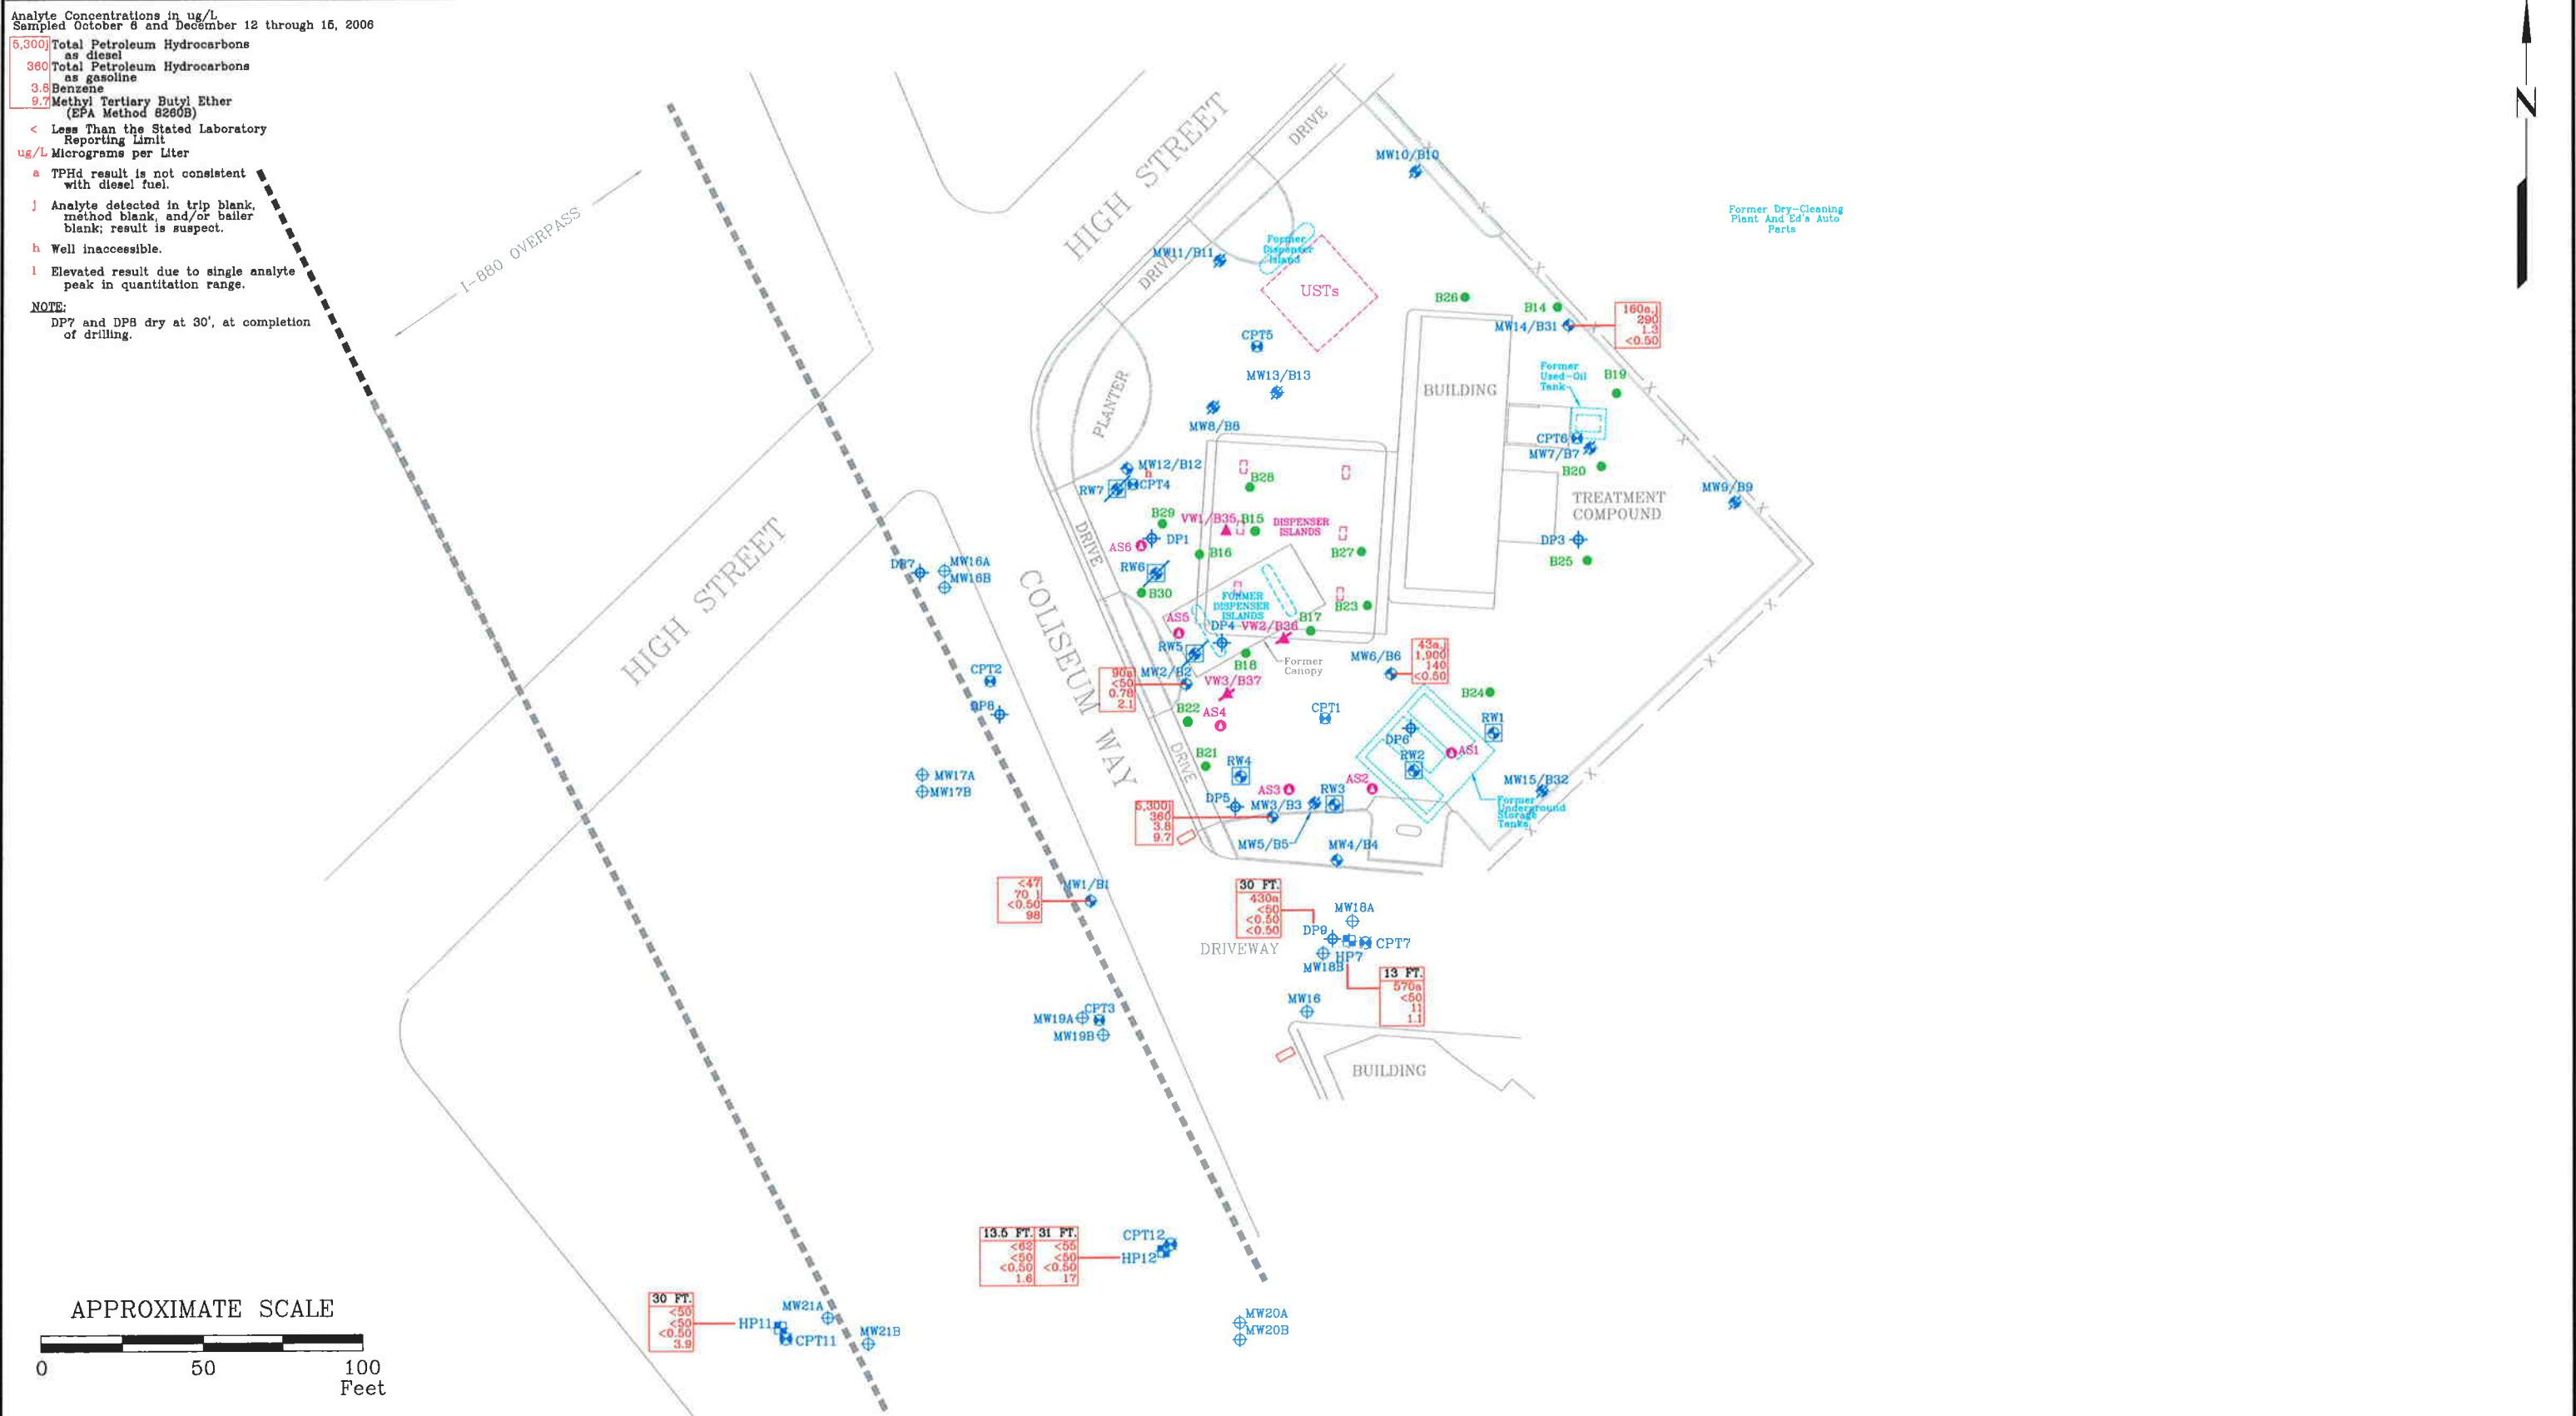 Analyte Concentrations in ug/L
Sampled October 6 and December 12 through 15, 2006
5,300j Total Petroleum Hydrocarbons
as diesel
360 Total Petroleum Hydrocarbons
as gasoline
3.8 Benzene
9.7 Methyl Tertiary Butyl Ether
(EPA Method 8260B)
< Less Than the Stated Laboratory
Reporting Limit
ug/L Micrograms per Liter
a TPHd result is not consistent
with diesel fuel.
j Analyte detected in trip blank,
method blank, and/or bailer
blank; result is suspect.
h Well inaccessible.
l Elevated result due to single analyte
peak in quantitation range.
NOTE:
DP7 and DP8 dry at 30', at completion
of drilling.
I-880 OVERPASS
HIGH STREET
DRIVE
MW10/B10
N
Former Dry-Cleaning
Plant And Ed's Auto
Parts
MW11/B11
DRIVE
Former
Dispenser
Island
USTs
B26
B14
MW14/B31
160a,j
290
1.3
<0.50
CPT5
MW13/B13
PLANTER
MW8/B8
BUILDING
Former
Used-Oil
Tank
B19
CPT6
MW7/B7
B20
MW9/B9
TREATMENT
COMPOUND
DP3
B25
MW12/B12
h
RW7
CPT4
B28
B29
VW1/B35
B15
DISPENSER
ISLANDS
DP1
AS6
B16
B27
DRIVE
RW6
B30
FORMER
DISPENSER
ISLANDS
B23
AS5
DP4
VW2/B36
B17
RW5
B18
Former
Canopy
MW6/B6
43a,j
1,900
140
<0.50
HIGH STREET
DP7
MW16A
MW16B
COLISEUM WAY
CPT2
DP8
MW17A
MW17B
90a
<50
0.78
2.1
MW2/B2
VW3/B37
B22
AS4
CPT1
B24
DP6
RW1
RW2
AS1
B21
DRIVE
RW4
AS3
AS2
RW3
MW15/B32
Former
Underground
Storage
Tanks
DP5
MW3/B3
5,300j
360
3.8
9.7
MW5/B5
MW4/B4
<47
70 l
<0.50
98
MW1/B1
30 FT.
430a
<50
<0.50
<0.50
MW18A
DP9
CPT7
HP7
MW18B
DRIVEWAY
13 FT.
570a
<50
11
1.1
MW16
MW19A
CPT3
MW19B
BUILDING
13.5 FT. 31 FT.
<62 <55
<50 <50
<0.50 <0.50
1.6 17
CPT12
HP12
30 FT.
<50
<50
<0.50
3.9
HP11
CPT11
MW21A
MW21B
MW20A
MW20B
APPROXIMATE SCALE
0 50 100
Feet